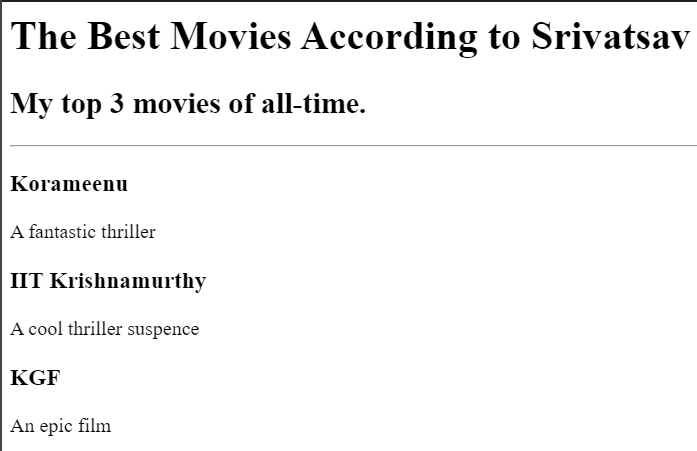 The Best Movies According to Srivatsav
My top 3 movies of all-time.
Korameenu
A fantastic thriller
IIT Krishnamurthy
A cool thriller suspence
KGF
An epic film